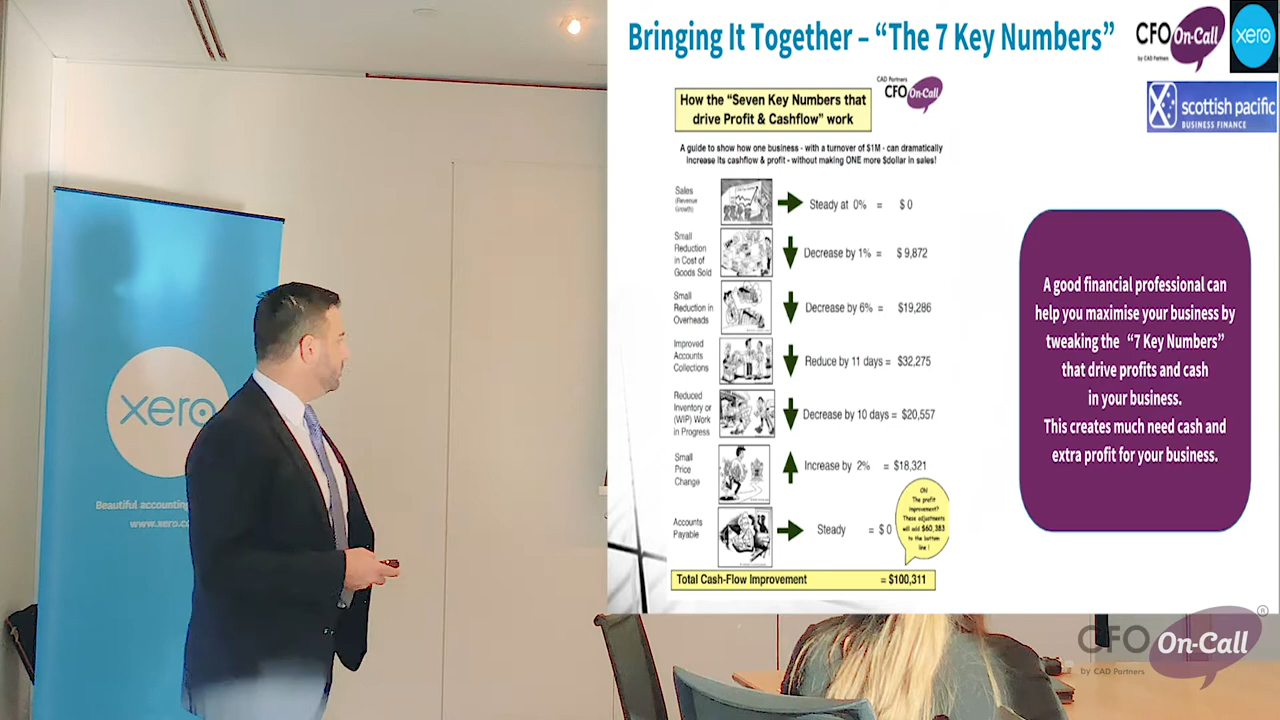 Bringing It Together – “The 7 Key Numbers”
CFO On-Call
by CAD Partners
xero
scottish pacific
BUSINESS FINANCE
CAD Partners
CFO On-Call
How the “Seven Key Numbers that
drive Profit & Cashflow” work
A guide to show how one business - with a turnover of $1M - can dramatically
increase its cashflow & profit - without making ONE more $dollar in sales!
Sales
(Revenue
Growth)
Steady at 0% = $ 0
Small
Reduction
in Cost of
Goods Sold
Decrease by 1% = $ 9,872
Small
Reduction in
Overheads
Decrease by 6% = $19,286
Improved
Accounts
Collections
Reduce by 11 days = $32,275
Reduced
Inventory or
(WIP) Work
in Progress
Decrease by 10 days = $20,557
Small
Price
Change
Increase by 2% = $18,321
Accounts
Payable
Steady = $ 0
Oh!
The profit
improvement?
These adjustments
will add $60,383
to the bottom
line !
Total Cash-Flow Improvement = $100,311
A good financial professional can
help you maximise your business by
tweaking the “7 Key Numbers”
that drive profits and cash
in your business.
This creates much need cash and
extra profit for your business.
xero
Beautiful accounting
www.xero.c
CFO On-Call ®
by CAD Partners